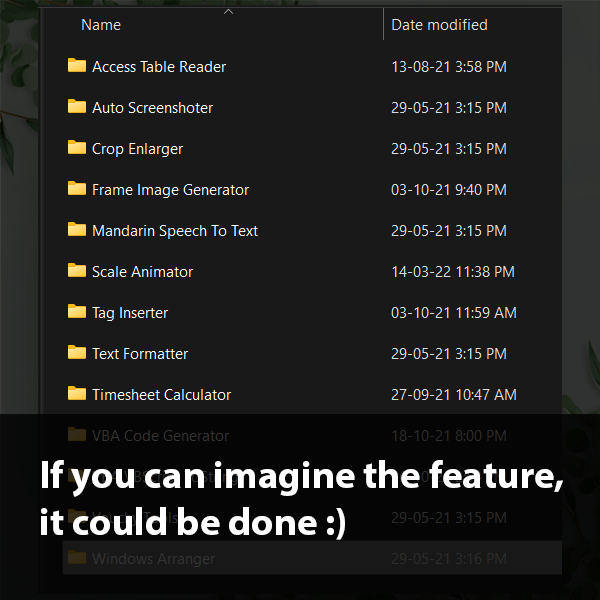 Name Date modified
Access Table Reader 13-08-21 3:58 PM
Auto Screenshoter 29-05-21 3:15 PM
Crop Enlarger 29-05-21 3:15 PM
Frame Image Generator 03-10-21 9:40 PM
Mandarin Speech To Text 29-05-21 3:15 PM
Scale Animator 14-03-22 11:38 PM
Tag Inserter 03-10-21 11:59 AM
Text Formatter 29-05-21 3:15 PM
Timesheet Calculator 27-09-21 10:47 AM
VBA Code Generator 18-10-21 8:00 PM
If you can imagine the feature,
it could be done :)
29-05-21 3:15 PM
Windows Arranger 29-05-21 3:16 PM